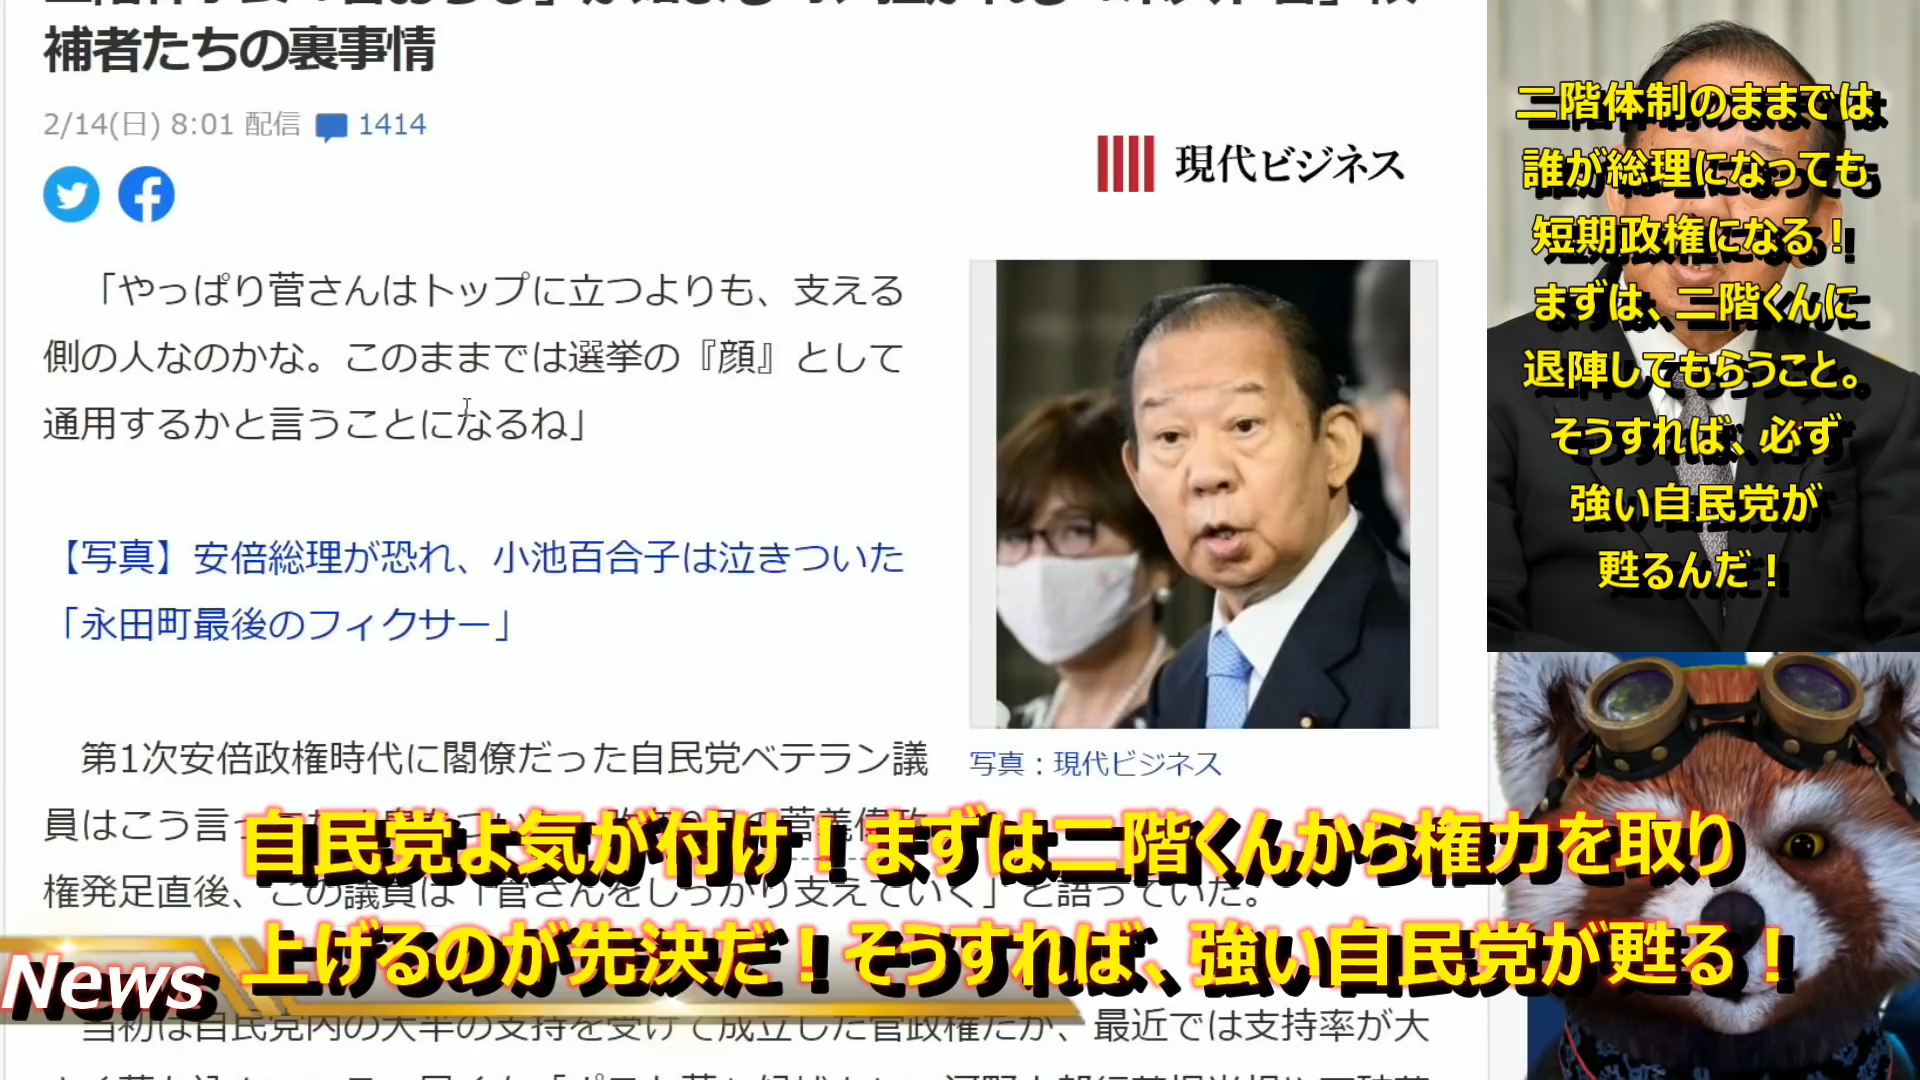 補者たちの裏事情
2/14(日) 8:01 配信 1414
現代ビジネス
「やっぱり菅さんはトップに立つよりも、支える
側の人なのかな。このままでは選挙の『顔』として
通用するかと言うことになるね」
【写真】安倍総理が恐れ、小池百合子は泣きついた
「永田町最後のフィクサー」
写真：現代ビジネス
第1次安倍政権時代に閣僚だった自民党ベテラン議
員はこう言っ
権発足直後、この議員は「菅さんをしっかり支えていく」と語っていた。
当初は自民党内の大半の支持を受けて成立した菅政権だが、最近では支持率が大
二階体制のままでは
誰が総理になっても
短期政権になる！
まずは、二階くんに
退陣してもらうこと。
そうすれば、必ず
強い自民党が
甦るんだ！
自民党よ気が付け！まずは二階くんから権力を取り
上げるのが先決だ！そうすれば、強い自民党が甦る！
News